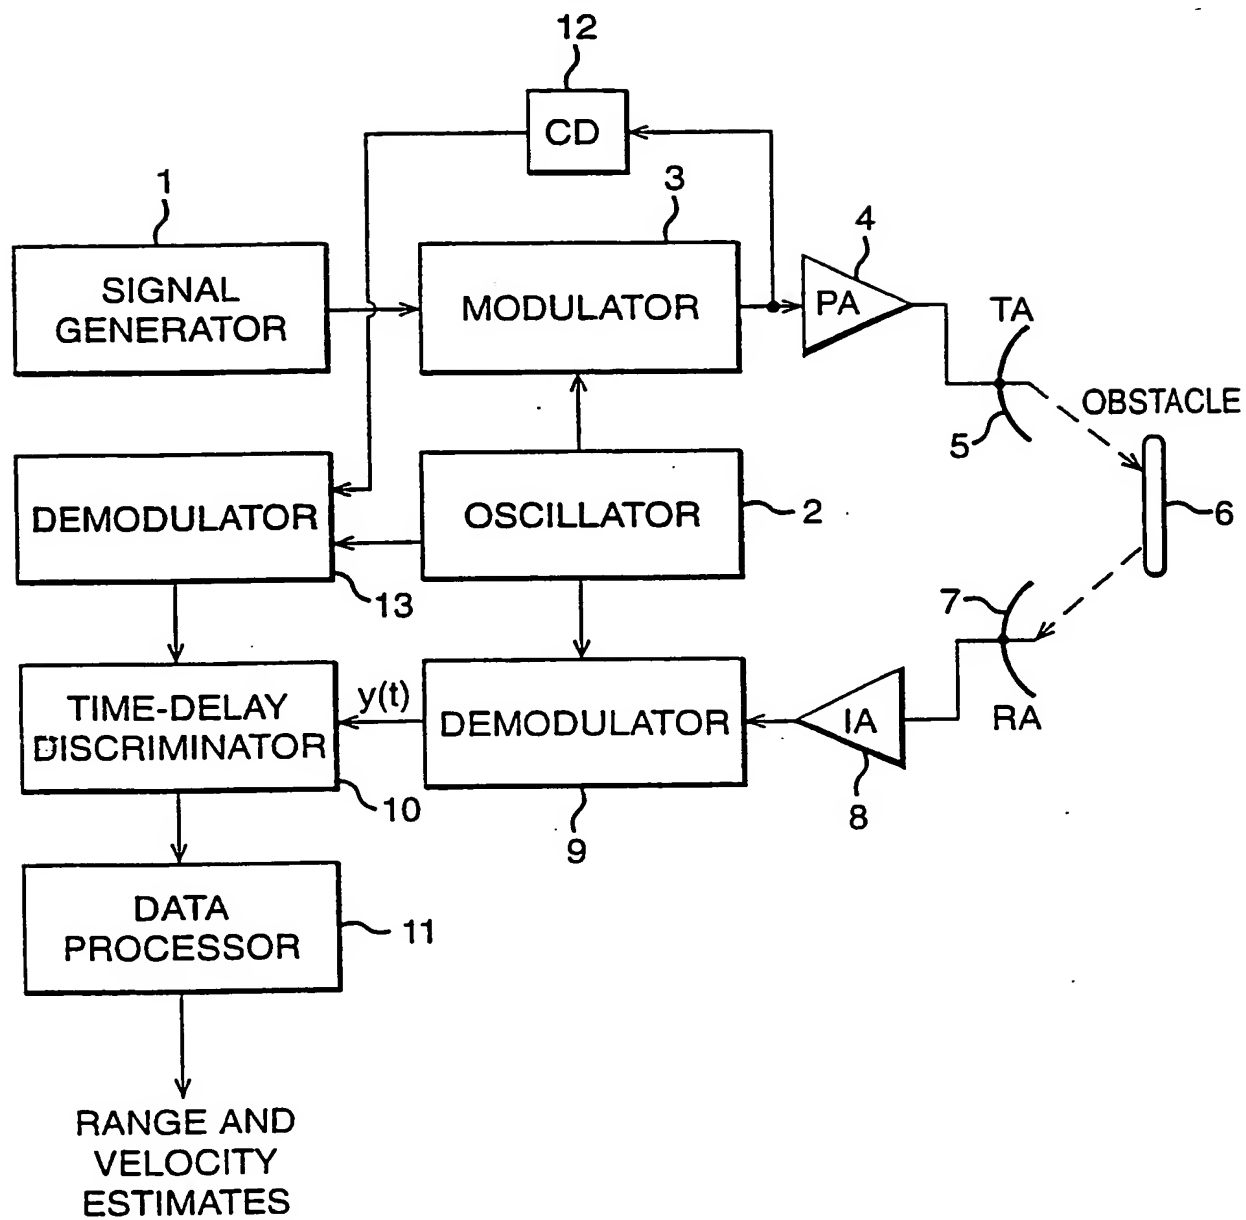 12
CD
1
3
4
SIGNAL
GENERATOR
MODULATOR
PA
TA
OBSTACLE
5
DEMODULATOR
OSCILLATOR
2
6
13
7
TIME-DELAY
DISCRIMINATOR
y(t)
DEMODULATOR
IA
RA
10
9
8
DATA
PROCESSOR
11
RANGE AND
VELOCITY
ESTIMATES